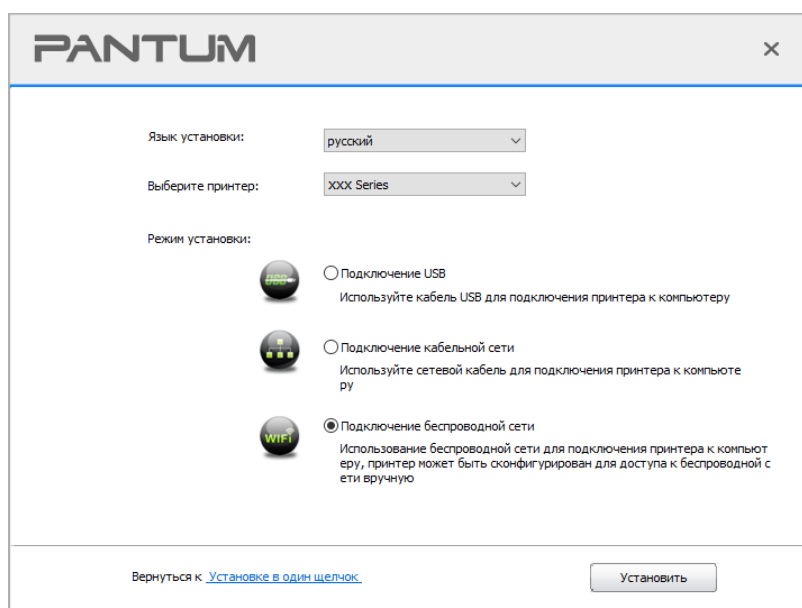 PANTUM
Язык установки:
русский
Выберите принтер:
XXX Series
Режим установки:
USB
Подключение USB
Используйте кабель USB для подключения принтера к компьютеру
Подключение кабельной сети
Используйте сетевой кабель для подключения принтера к компьюте
ру
WiFi
Подключение беспроводной сети
Использование беспроводной сети для подключения принтера к компьют
еру, принтер может быть сконфигурирован для доступа к беспроводной с
ети вручную
Вернуться к Установке в один щелчок
Установить